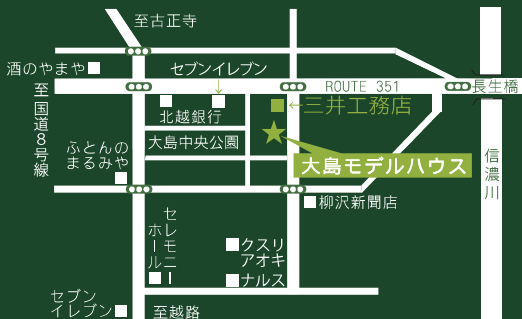 至古正寺
酒のやまや
セブンイレブン
ROUTE 351
長生橋
至国道8号線
北越銀行
三井工務店
大島中央公園
ふとんの
まるみや
信濃川
大島モデルハウス
柳沢新聞店
セレモニー
ホール
クスリ
アオキ
ナルス
セブン
イレブン
至越路